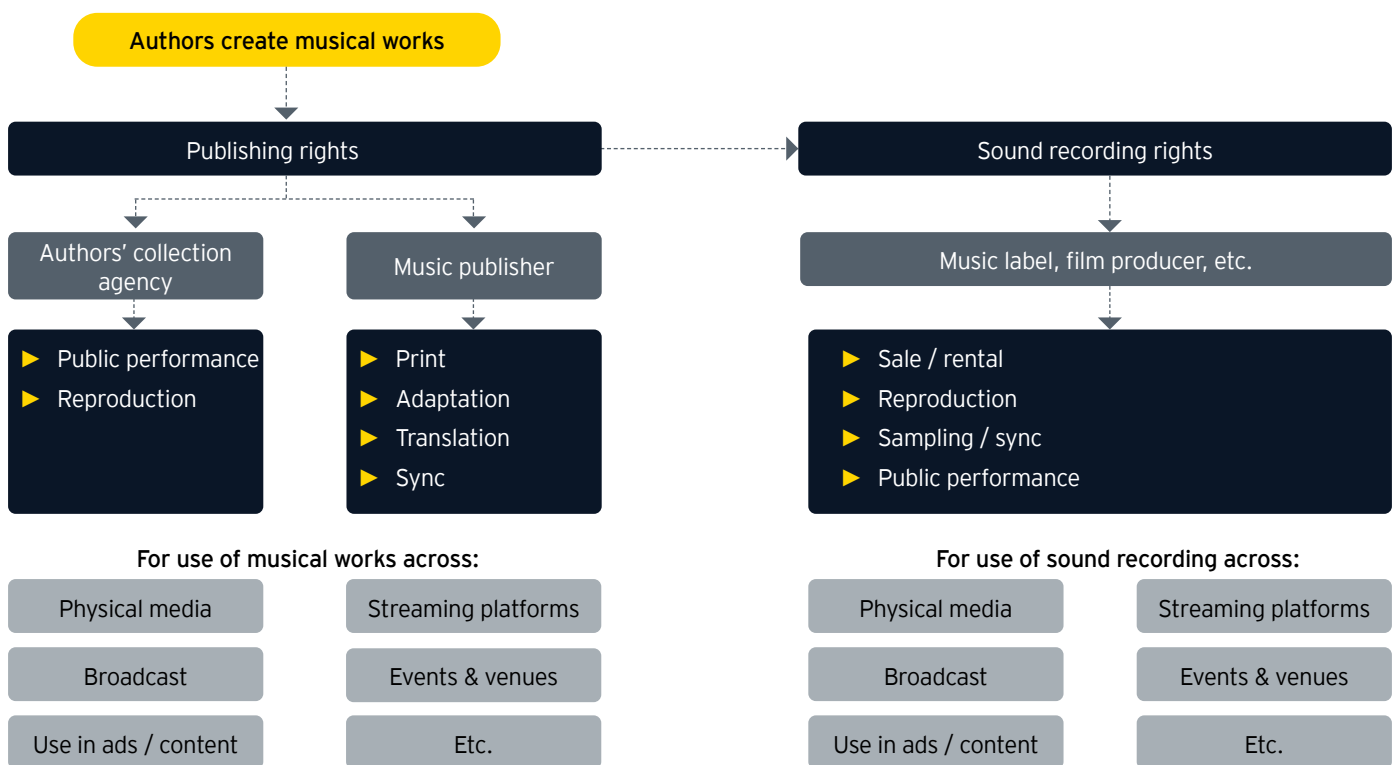 Authors create musical works
Publishing rights
Sound recording rights
Authors' collection
agency
Music publisher
Music label, film producer, etc.
► Public performance
► Reproduction
► Print
► Adaptation
► Translation
► Sync
► Sale / rental
► Reproduction
► Sampling / sync
► Public performance
For use of musical works across:
Physical media
Streaming platforms
Broadcast
Events & venues
Use in ads / content
Etc.
For use of sound recording across:
Physical media
Streaming platforms
Broadcast
Events & venues
Use in ads / content
Etc.